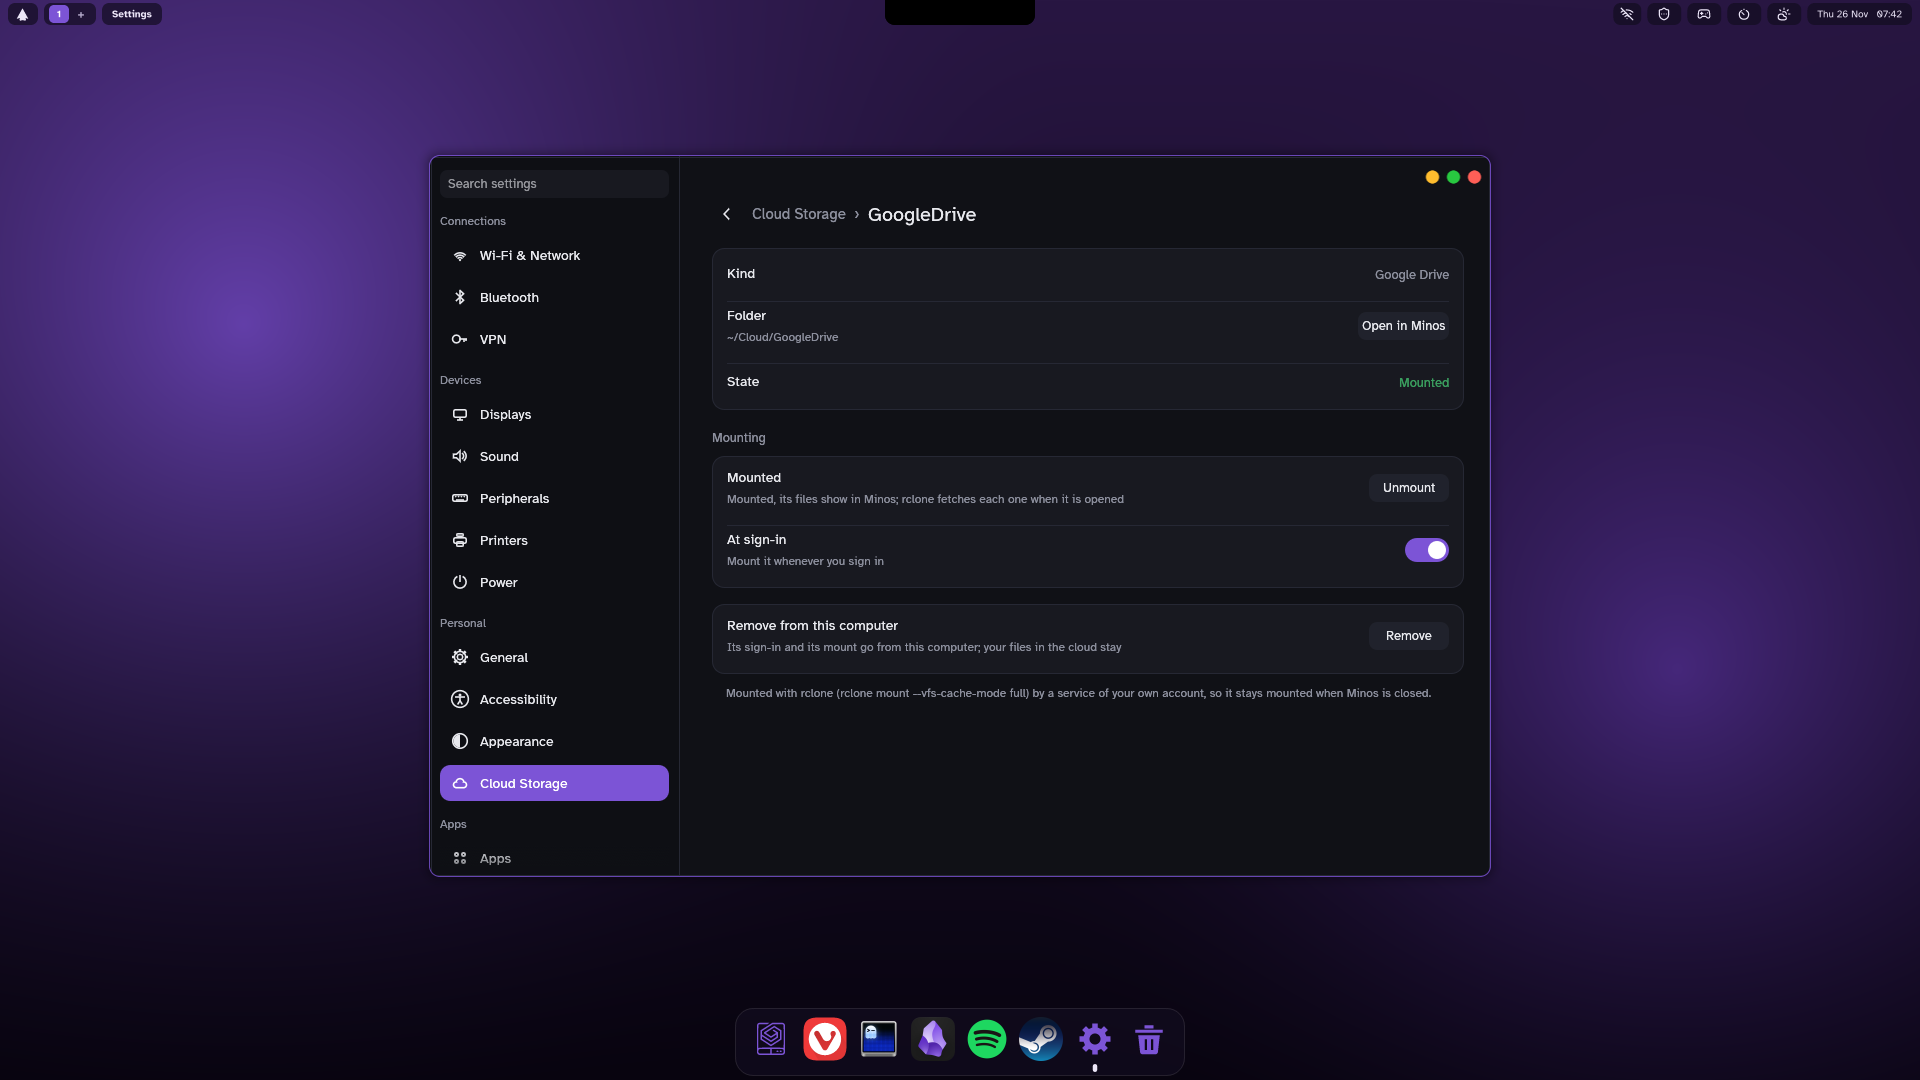 1 + Settings
Thu 26 Nov 07:42
Search settings
Connections
Wi-Fi & Network
Bluetooth
VPN
Devices
Displays
Sound
Peripherals
Printers
Power
Personal
General
Accessibility
Appearance
Cloud Storage
Apps
Apps
Cloud Storage › GoogleDrive
Kind
Google Drive
Folder
~/Cloud/GoogleDrive
Open in Minos
State
Mounted
Mounting
Mounted
Mounted, its files show in Minos; rclone fetches each one when it is opened
Unmount
At sign-in
Mount it whenever you sign in
Remove from this computer
Its sign-in and its mount go from this computer; your files in the cloud stay
Remove
Mounted with rclone (rclone mount --vfs-cache-mode full) by a service of your own account, so it stays mounted when Minos is closed.